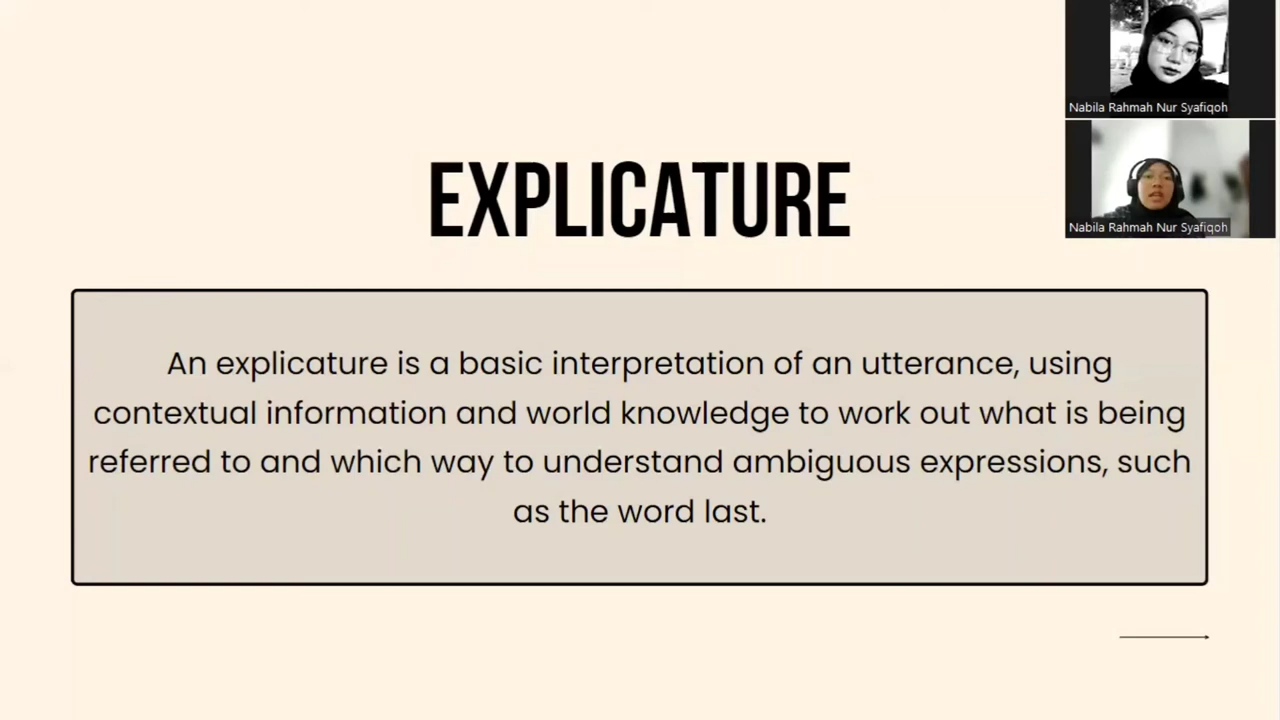 Nabila Rahmah Nur Syafiqoh
Nabila Rahmah Nur Syafiqoh
EXPLICATURE
An explicature is a basic interpretation of an utterance, using
contextual information and world knowledge to work out what is being
referred to and which way to understand ambiguous expressions, such
as the word last.